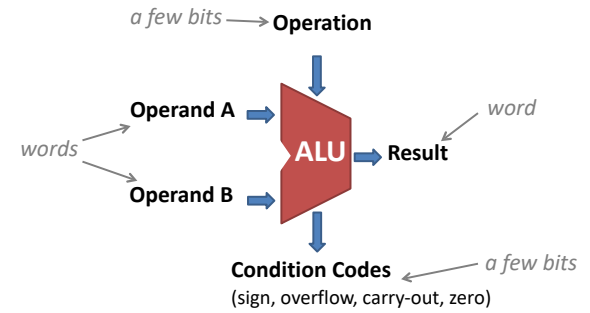 a few bits
Operation
Operand A
word
words
ALU
Result
Operand B
Condition Codes
a few bits
(sign, overflow, carry-out, zero)